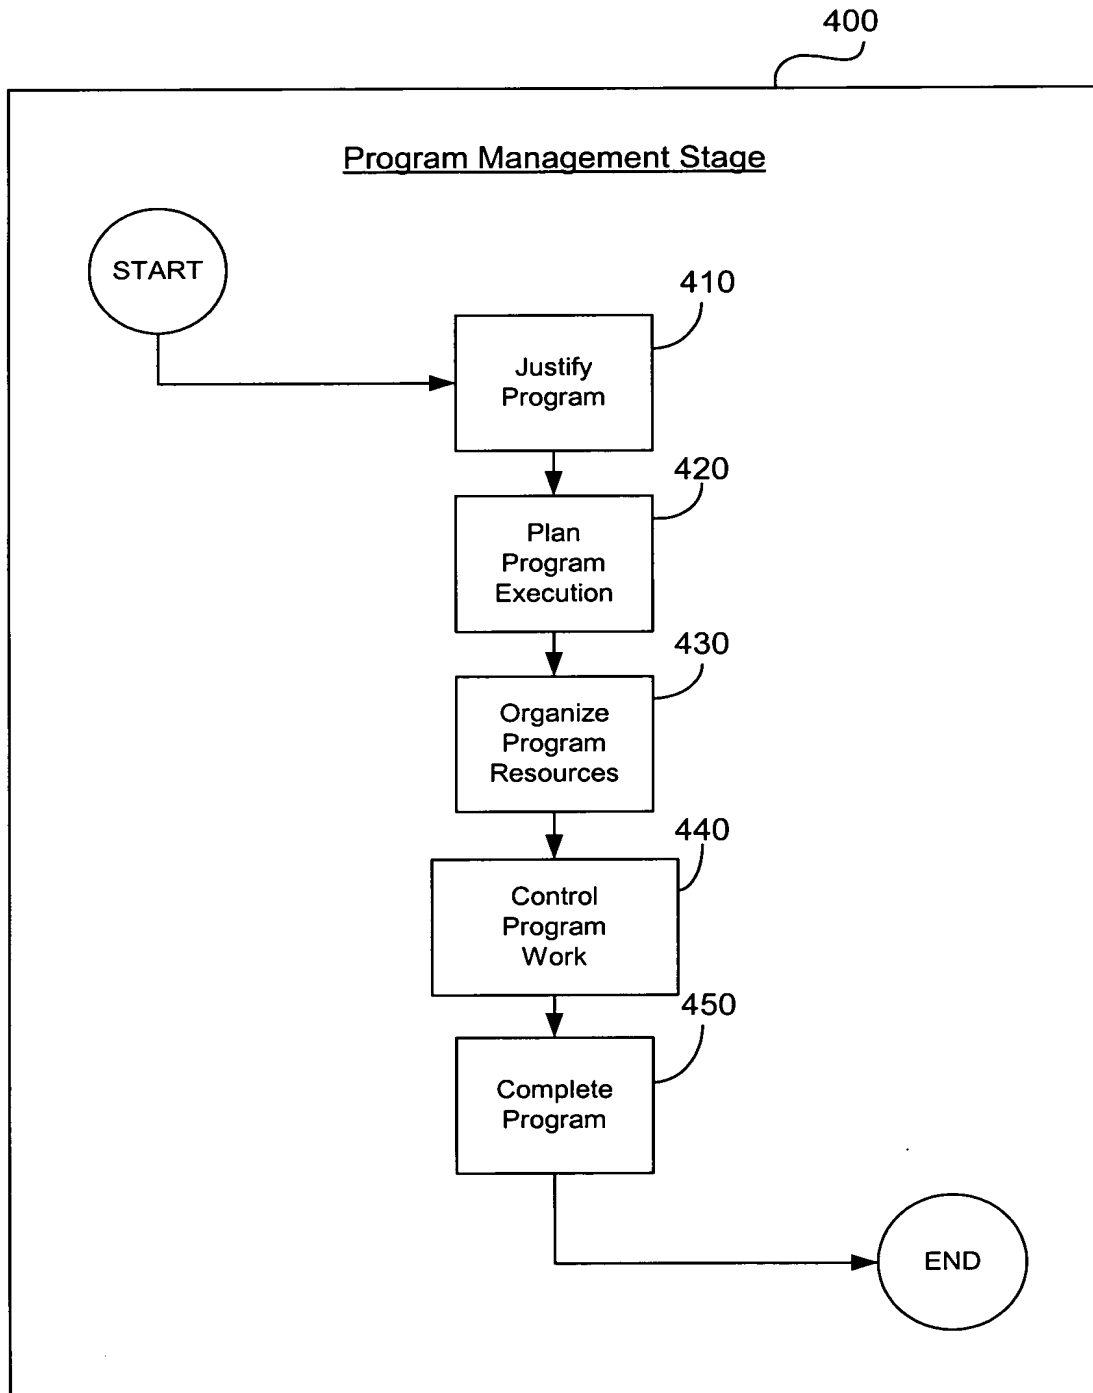 400
Program Management Stage
START
410
Justify
Program
420
Plan
Program
Execution
430
Organize
Program
Resources
440
Control
Program
Work
450
Complete
Program
END